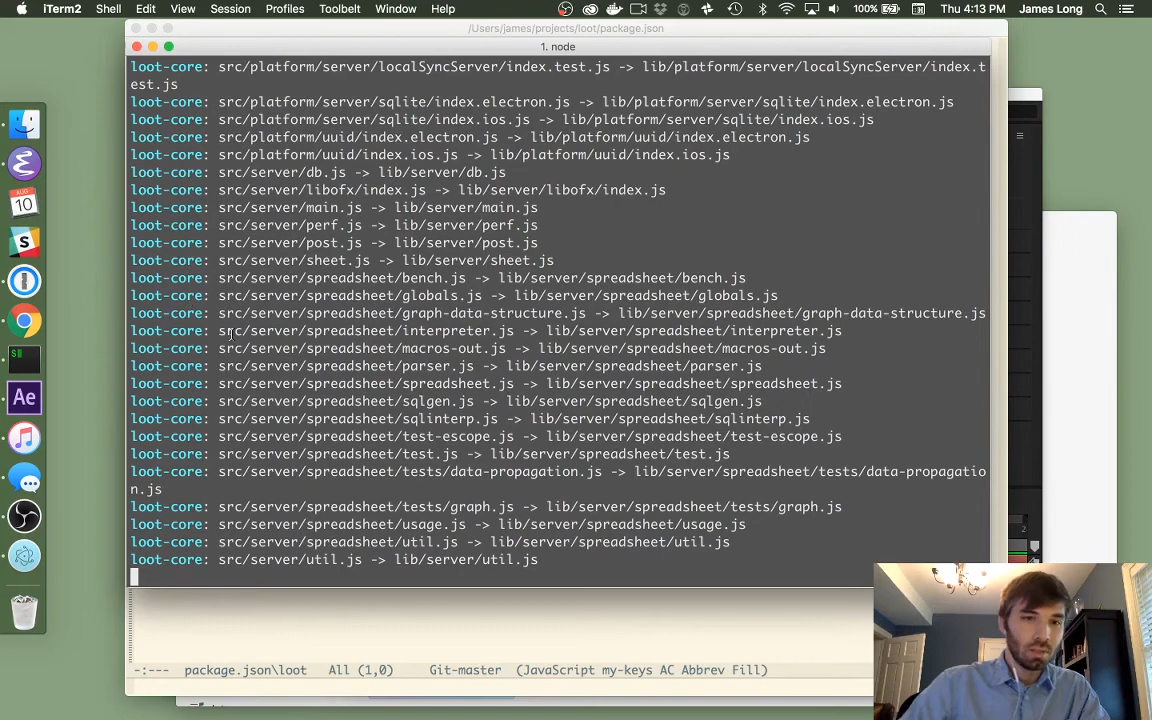 iTerm2 Shell Edit View Session Profiles Toolbelt Window Help 100% Thu 4:13 PM James Long
/Users/james/projects/loot/package.json
1. node
loot-core: src/platform/server/localSyncServer/index.test.js -> lib/platform/server/localSyncServer/index.t
est.js
loot-core: src/platform/server/sqlite/index.electron.js -> lib/platform/server/sqlite/index.electron.js
loot-core: src/platform/server/sqlite/index.ios.js -> lib/platform/server/sqlite/index.ios.js
loot-core: src/platform/uuid/index.electron.js -> lib/platform/uuid/index.electron.js
loot-core: src/platform/uuid/index.ios.js -> lib/platform/uuid/index.ios.js
loot-core: src/server/db.js -> lib/server/db.js
loot-core: src/server/libofx/index.js -> lib/server/libofx/index.js
loot-core: src/server/main.js -> lib/server/main.js
loot-core: src/server/perf.js -> lib/server/perf.js
loot-core: src/server/post.js -> lib/server/post.js
loot-core: src/server/sheet.js -> lib/server/sheet.js
loot-core: src/server/spreadsheet/bench.js -> lib/server/spreadsheet/bench.js
loot-core: src/server/spreadsheet/globals.js -> lib/server/spreadsheet/globals.js
loot-core: src/server/spreadsheet/graph-data-structure.js -> lib/server/spreadsheet/graph-data-structure.js
loot-core: src/server/spreadsheet/interpreter.js -> lib/server/spreadsheet/interpreter.js
loot-core: src/server/spreadsheet/macros-out.js -> lib/server/spreadsheet/macros-out.js
loot-core: src/server/spreadsheet/parser.js -> lib/server/spreadsheet/parser.js
loot-core: src/server/spreadsheet/spreadsheet.js -> lib/server/spreadsheet/spreadsheet.js
loot-core: src/server/spreadsheet/sqlgen.js -> lib/server/spreadsheet/sqlgen.js
loot-core: src/server/spreadsheet/sqlinterp.js -> lib/server/spreadsheet/sqlinterp.js
loot-core: src/server/spreadsheet/test-escope.js -> lib/server/spreadsheet/test-escope.js
loot-core: src/server/spreadsheet/test.js -> lib/server/spreadsheet/test.js
loot-core: src/server/spreadsheet/tests/data-propagation.js -> lib/server/spreadsheet/tests/data-propagatio
n.js
loot-core: src/server/spreadsheet/tests/graph.js -> lib/server/spreadsheet/tests/graph.js
loot-core: src/server/spreadsheet/usage.js -> lib/server/spreadsheet/usage.js
loot-core: src/server/spreadsheet/util.js -> lib/server/spreadsheet/util.js
loot-core: src/server/util.js -> lib/server/util.js
-:--- package.json\loot All (1,0) Git-master (JavaScript my-keys AC Abbrev Fill)
AUG
10
S
$
Ae
2